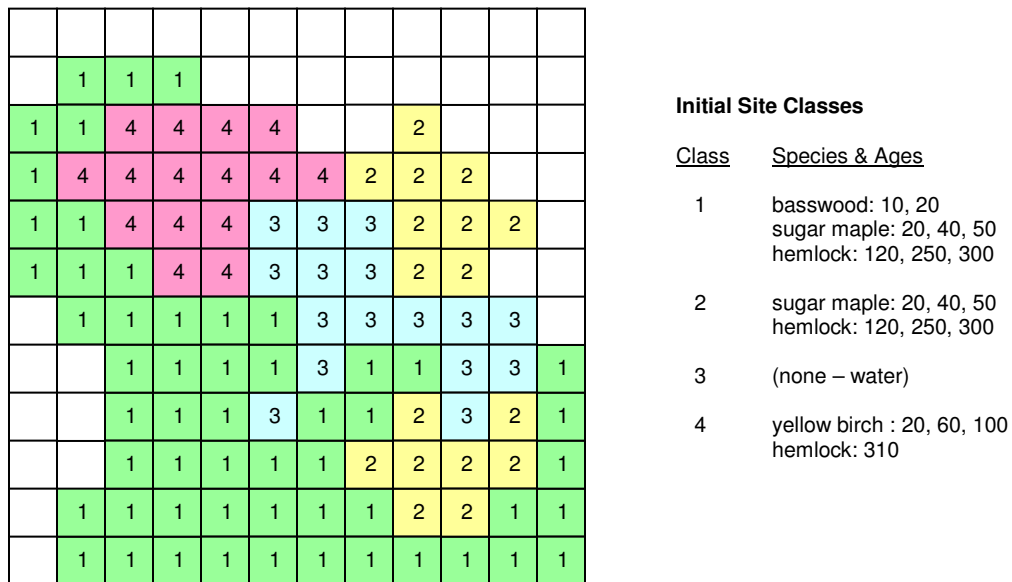 1 1 1
1 1 4 4 4 4 2
1 4 4 4 4 4 4 2 2 2
1 1 4 4 4 3 3 3 2 2 2
1 1 1 4 4 3 3 3 2 2
1 1 1 1 1 3 3 3 3 3
1 1 1 1 3 1 1 3 3 1
1 1 1 3 1 1 2 3 2 1
1 1 1 1 1 2 2 2 2 1
1 1 1 1 1 1 1 2 2 1 1
1 1 1 1 1 1 1 1 1 1 1
Initial Site Classes
Class Species & Ages
1 basswood: 10, 20
sugar maple: 20, 40, 50
hemlock: 120, 250, 300
2 sugar maple: 20, 40, 50
hemlock: 120, 250, 300
3 (none – water)
4 yellow birch : 20, 60, 100
hemlock: 310